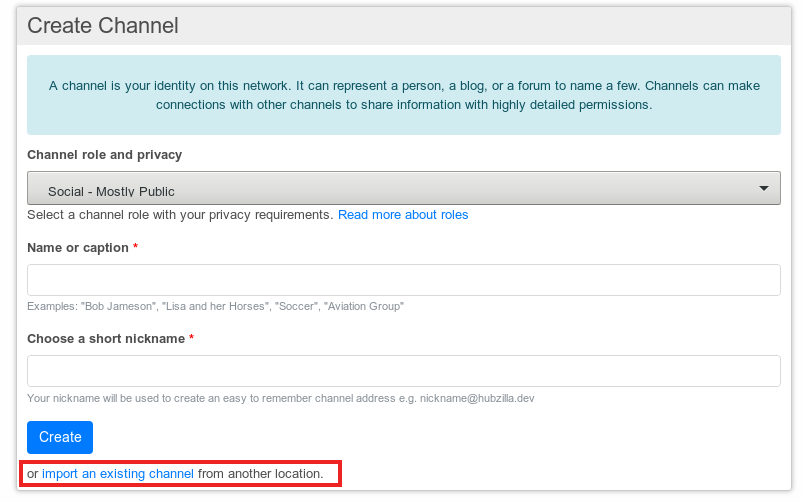 Create Channel
A channel is your identity on this network. It can represent a person, a blog, or a forum to name a few. Channels can make
connections with other channels to share information with highly detailed permissions.
Channel role and privacy
Social - Mostly Public
Select a channel role with your privacy requirements. Read more about roles
Name or caption *
Examples: "Bob Jameson", "Lisa and her Horses", "Soccer", "Aviation Group"
Choose a short nickname *
Your nickname will be used to create an easy to remember channel address e.g. nickname@hubzilla.dev
Create
or import an existing channel from another location.